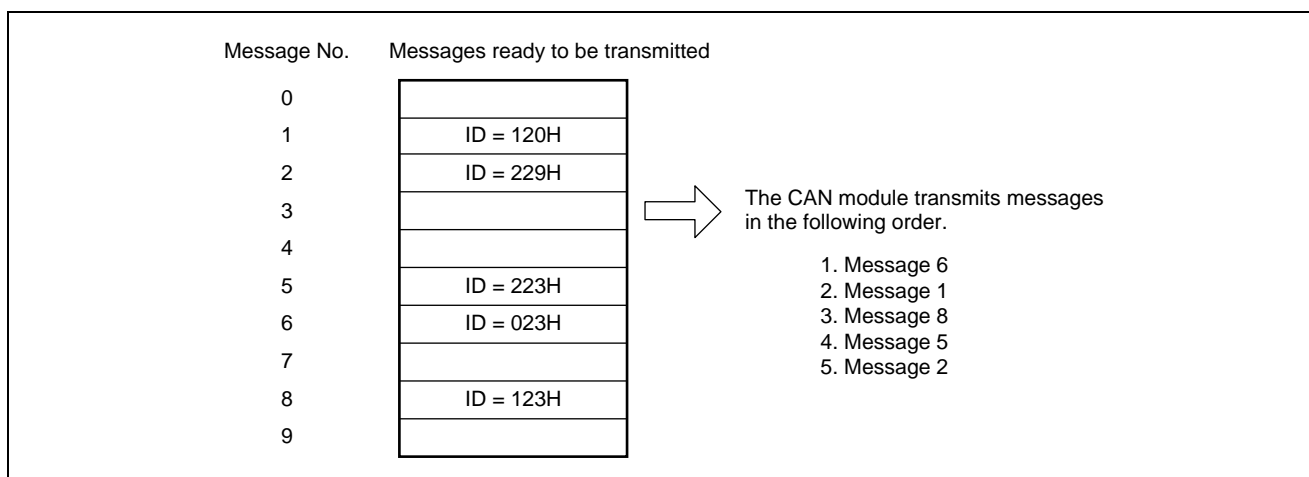 Message No. Messages ready to be transmitted
0
1 ID = 120H
2 ID = 229H
3
4
5 ID = 223H
6 ID = 023H
7
8 ID = 123H
9
The CAN module transmits messages
in the following order.
1. Message 6
2. Message 1
3. Message 8
4. Message 5
5. Message 2